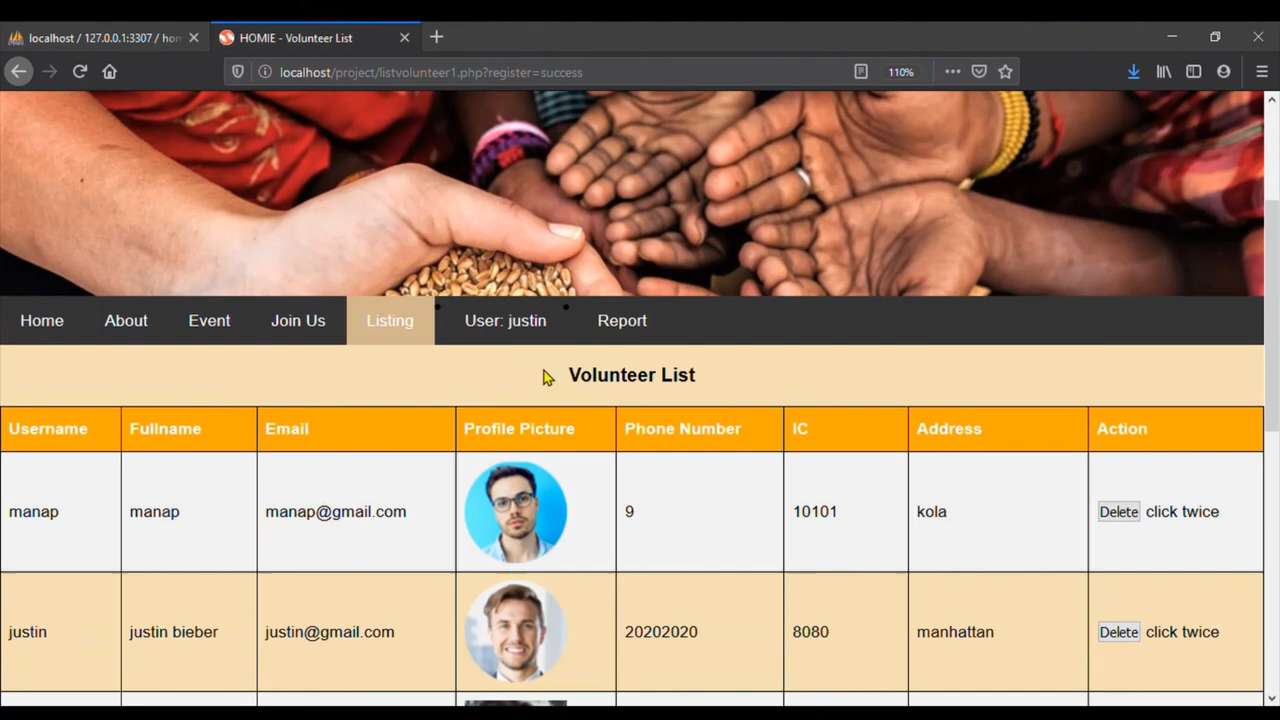 localhost / 127.0.0.1:3307 / hom
HOMIE - Volunteer List
localhost/project/listvolunteer1.php?register=success
110%
Home About Event Join Us Listing User: justin Report
Volunteer List
Username Fullname Email Profile Picture Phone Number IC Address Action
manap manap manap@gmail.com 9 10101 kola Delete click twice
justin justin bieber justin@gmail.com 20202020 8080 manhattan Delete click twice